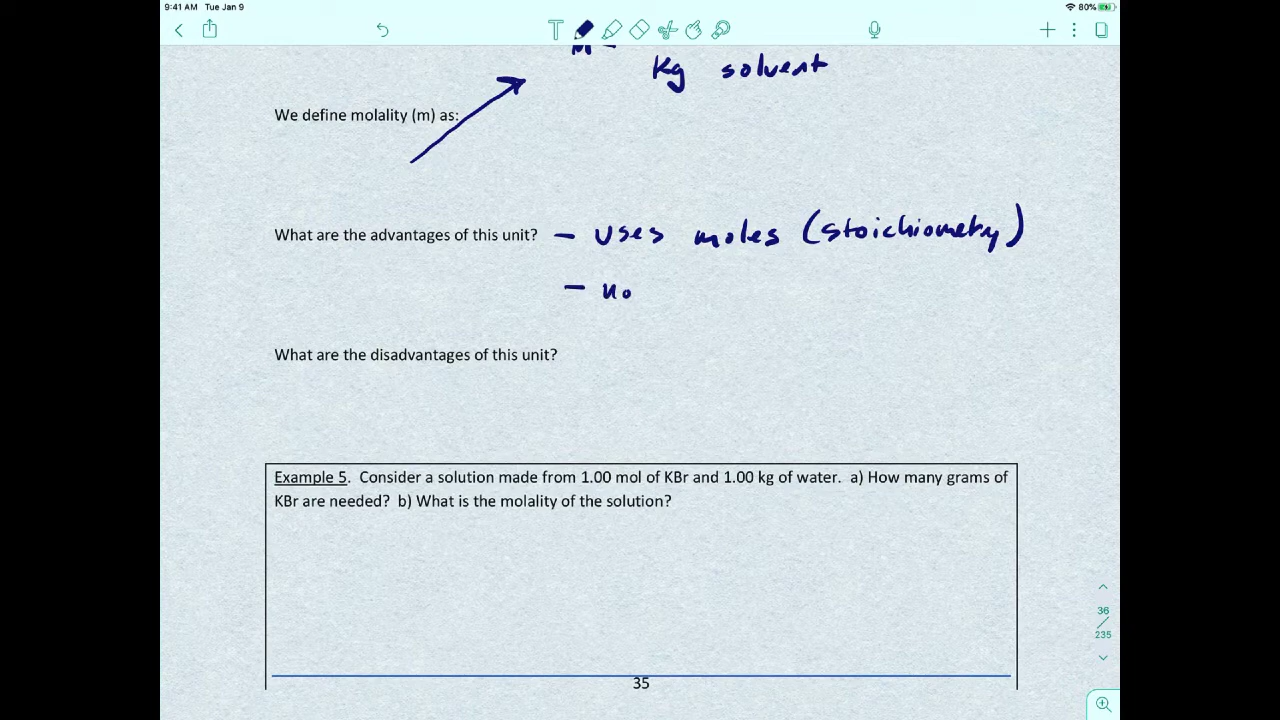 9:41 AM Tue Jan 9
80%
kg solvent
We define molality (m) as:
What are the advantages of this unit? – uses moles (stoichiometry)
– no
What are the disadvantages of this unit?
Example 5. Consider a solution made from 1.00 mol of KBr and 1.00 kg of water. a) How many grams of
KBr are needed? b) What is the molality of the solution?
36
/
235
35